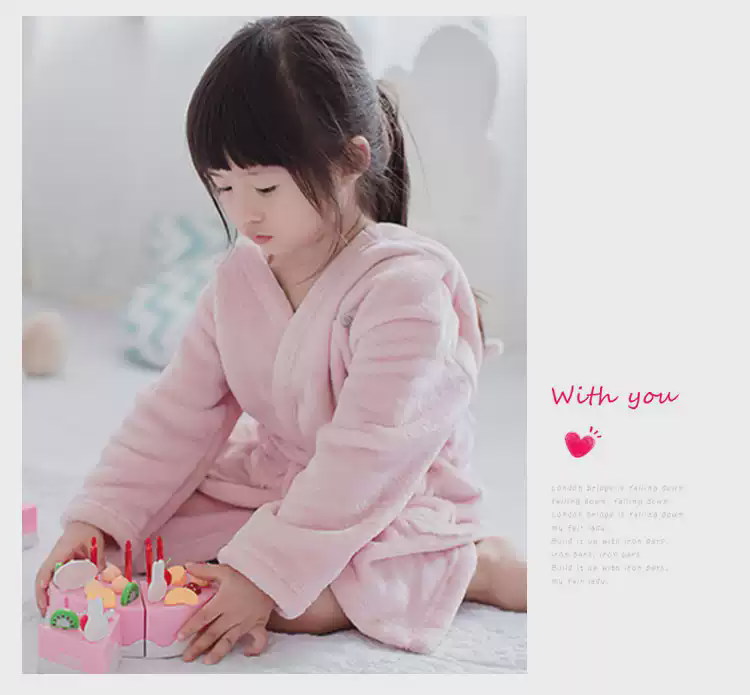 With you
London bridge is falling down
falling down, falling down
London bridge is falling down
My fair lady.
Build it up with iron bars,
iron bars, iron bars
Build it up with iron bars,
My fair lady.